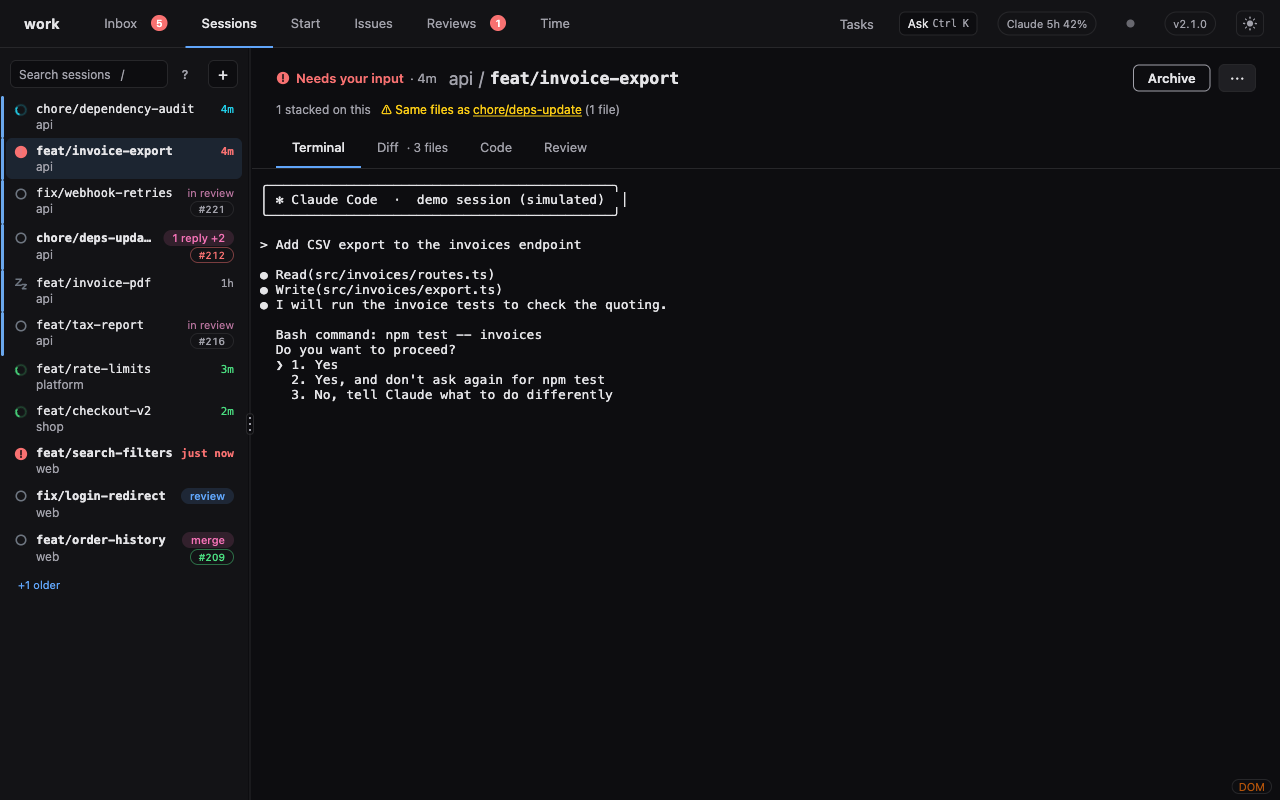 work
Inbox 5
Sessions
Start
Issues
Reviews 1
Time
Tasks
Ask Ctrl K
Claude 5h 42%
v2.1.0
Search sessions /
?
+
chore/dependency-audit 4m
api
feat/invoice-export 4m
api
fix/webhook-retries in review
api #221
chore/deps-upda… 1 reply +2
api #212
feat/invoice-pdf 1h
api
feat/tax-report in review
api #216
feat/rate-limits 3m
platform
feat/checkout-v2 2m
shop
feat/search-filters just now
web
fix/login-redirect review
web
feat/order-history merge
web #209
+1 older
Needs your input · 4m api / feat/invoice-export
Archive
1 stacked on this ⚠ Same files as chore/deps-update (1 file)
Terminal
Diff · 3 files
Code
Review
✻ Claude Code · demo session (simulated)
> Add CSV export to the invoices endpoint
● Read(src/invoices/routes.ts)
● Write(src/invoices/export.ts)
● I will run the invoice tests to check the quoting.
Bash command: npm test -- invoices
Do you want to proceed?
❯ 1. Yes
2. Yes, and don't ask again for npm test
3. No, tell Claude what to do differently
DOM